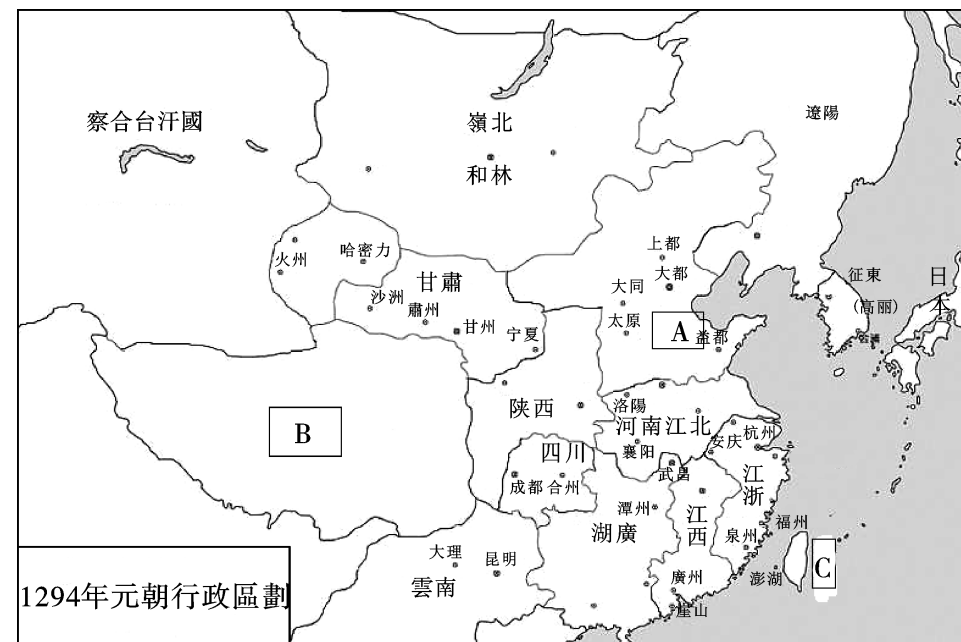 遼陽
察合台汗國
嶺北
和林
上都
哈密力
火州
大都
征東
日本
甘肅
沙洲
大同
(高丽)
肅州
太原
A
甘州
宁夏
益都
陕西
洛陽
B
河南江北
杭州
安庆
四川
襄阳
武昌
江浙
成都
合州
潭州
江西
湖廣
福州
泉州
大理
昆明
C
雲南
廣州
澎湖
崖山
1294年元朝行政區劃